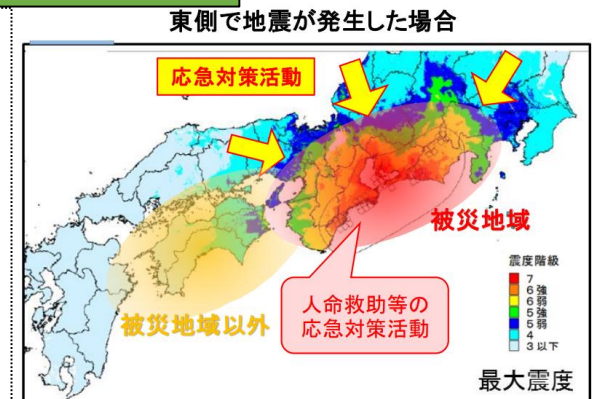 東側で地震が発生した場合
応急対策活動
被災地域
被災地域以外
人命救助等の
応急対策活動
震度階級
7
6強
6弱
5強
5弱
4
3以下
最大震度